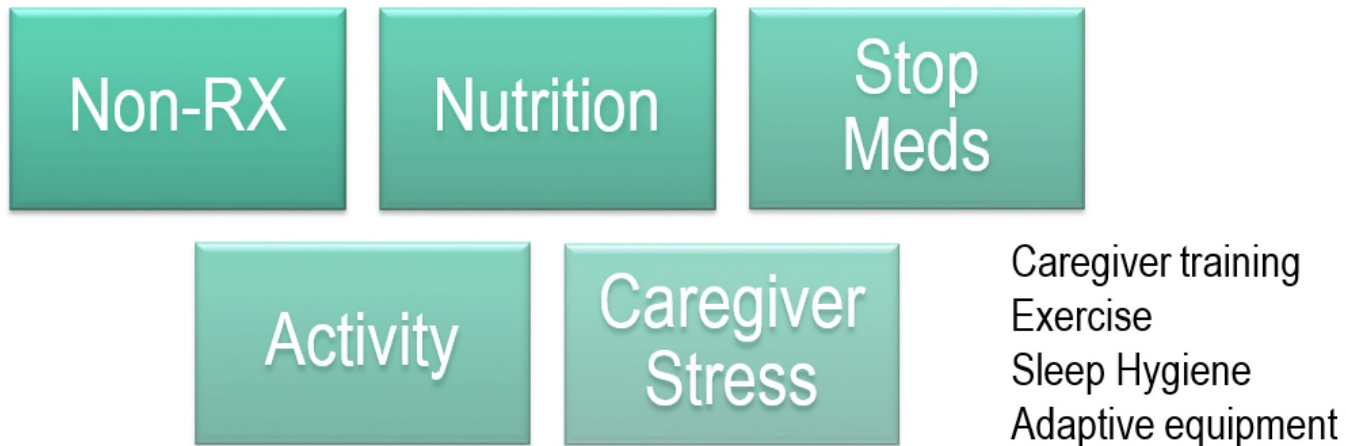 Non-RX
Nutrition
Stop
Meds
Activity
Caregiver
Stress
Caregiver training
Exercise
Sleep Hygiene
Adaptive equipment